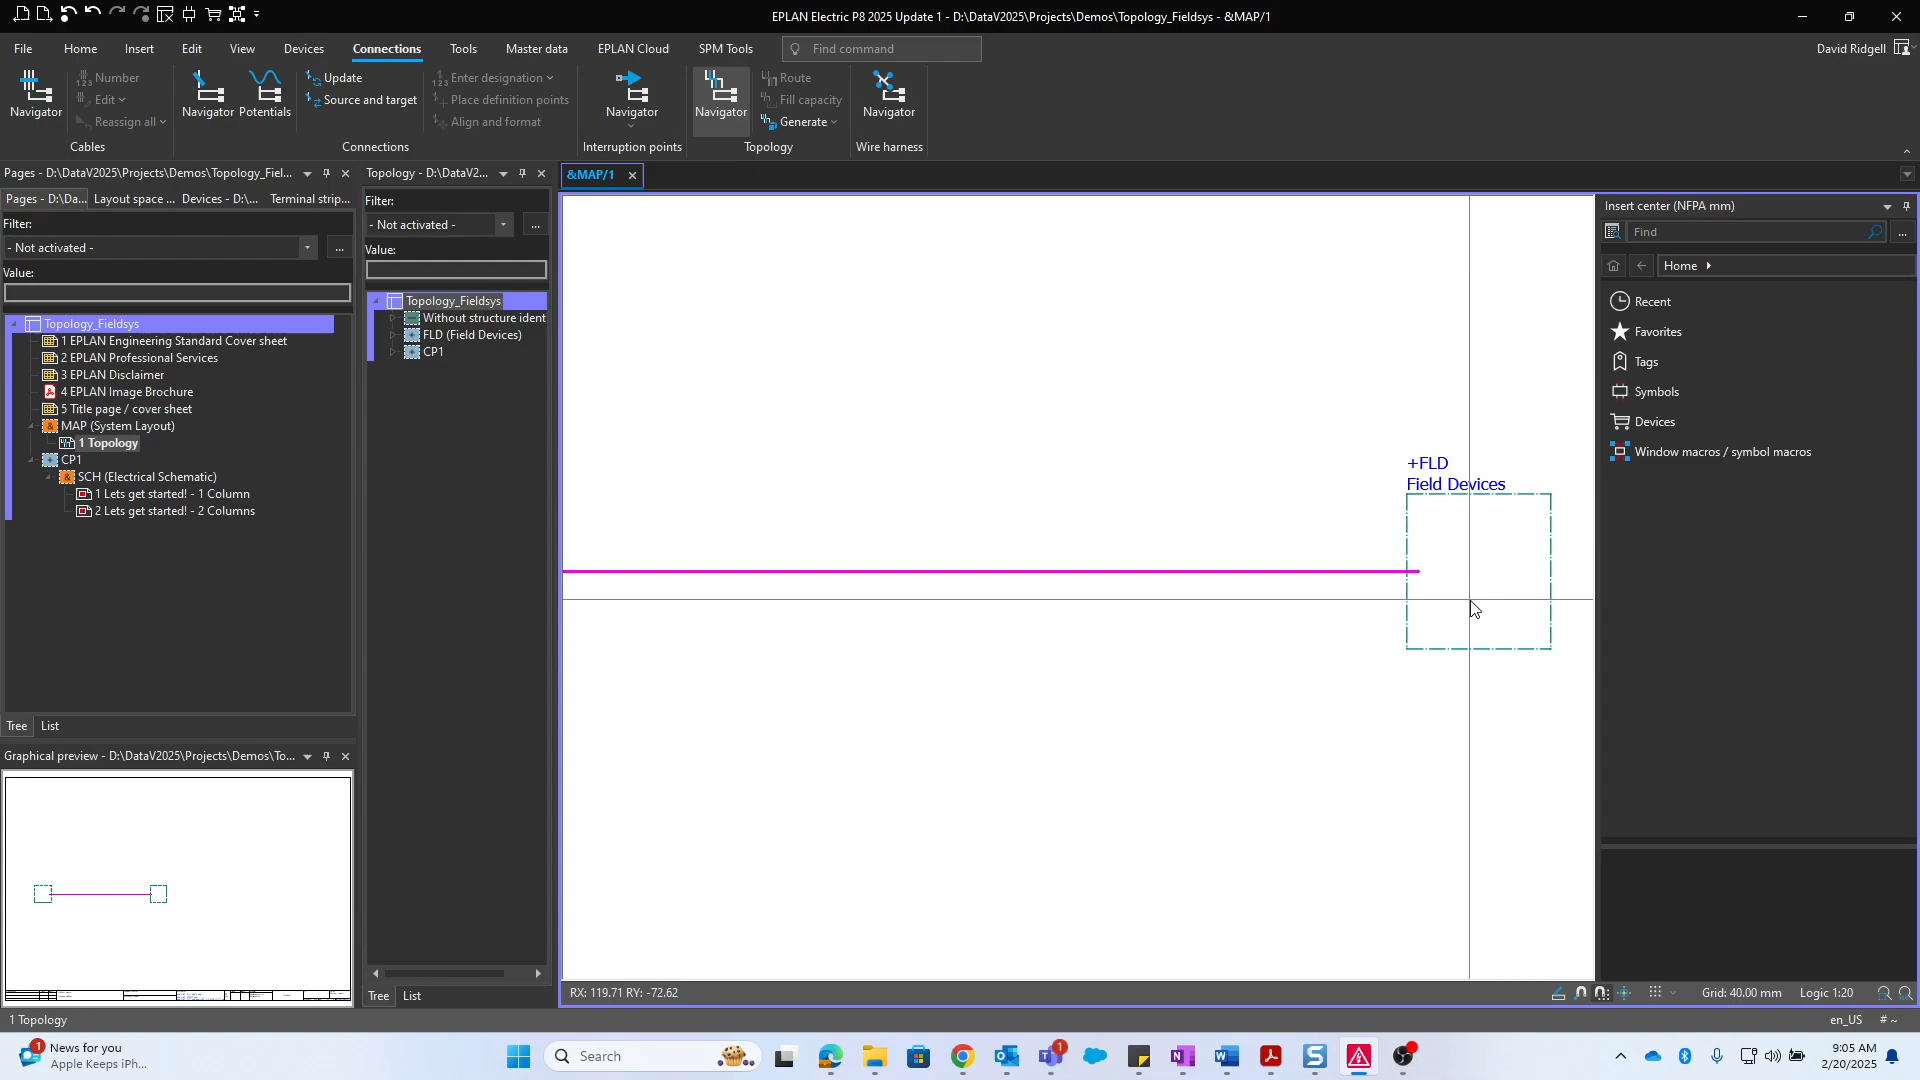 EPLAN Electric P8 2025 Update 1 - D:\DataV2025\Projects\Demos\Topology_Fieldsys - &MAP/1
File
Home
Insert
Edit
View
Devices
Connections
Tools
Master data
EPLAN Cloud
SPM Tools
Find command
David Ridgell
Navigator
Number
Edit
Reassign all
Cables
Navigator
Potentials
Update
Source and target
Enter designation
Place definition points
Align and format
Connections
Navigator
Interruption points
Navigator
Route
Fill capacity
Generate
Topology
Navigator
Wire harness
Pages - D:\DataV2025\Projects\Demos\Topology_Fiel...
Pages - D:\Da...
Layout space ...
Devices - D:\...
Terminal strip...
Filter:
- Not activated -
...
Value:
Topology_Fieldsys
1 EPLAN Engineering Standard Cover sheet
2 EPLAN Professional Services
3 EPLAN Disclaimer
4 EPLAN Image Brochure
5 Title page / cover sheet
MAP (System Layout)
1 Topology
CP1
SCH (Electrical Schematic)
1 Lets get started! - 1 Column
2 Lets get started! - 2 Columns
Tree
List
Graphical preview - D:\DataV2025\Projects\Demos\To...
Topology - D:\DataV2...
Filter:
- Not activated -
...
Value:
Topology_Fieldsys
Without structure ident
FLD (Field Devices)
CP1
Tree
List
&MAP/1
+FLD
Field Devices
RX: 119.71 RY: -72.62
Grid: 40.00 mm
Logic 1:20
Insert center (NFPA mm)
Find
...
Home
Recent
Favorites
Tags
Symbols
Devices
Window macros / symbol macros
1 Topology
en_US
# ~
1
News for you
Apple Keeps iPh...
Search
1
9:05 AM
2/20/2025